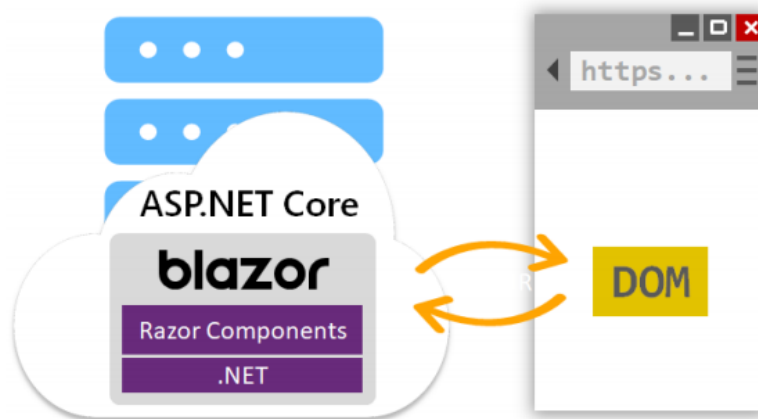 ASP.NET Core
blazor
Razor Components
.NET
https...
DOM
R